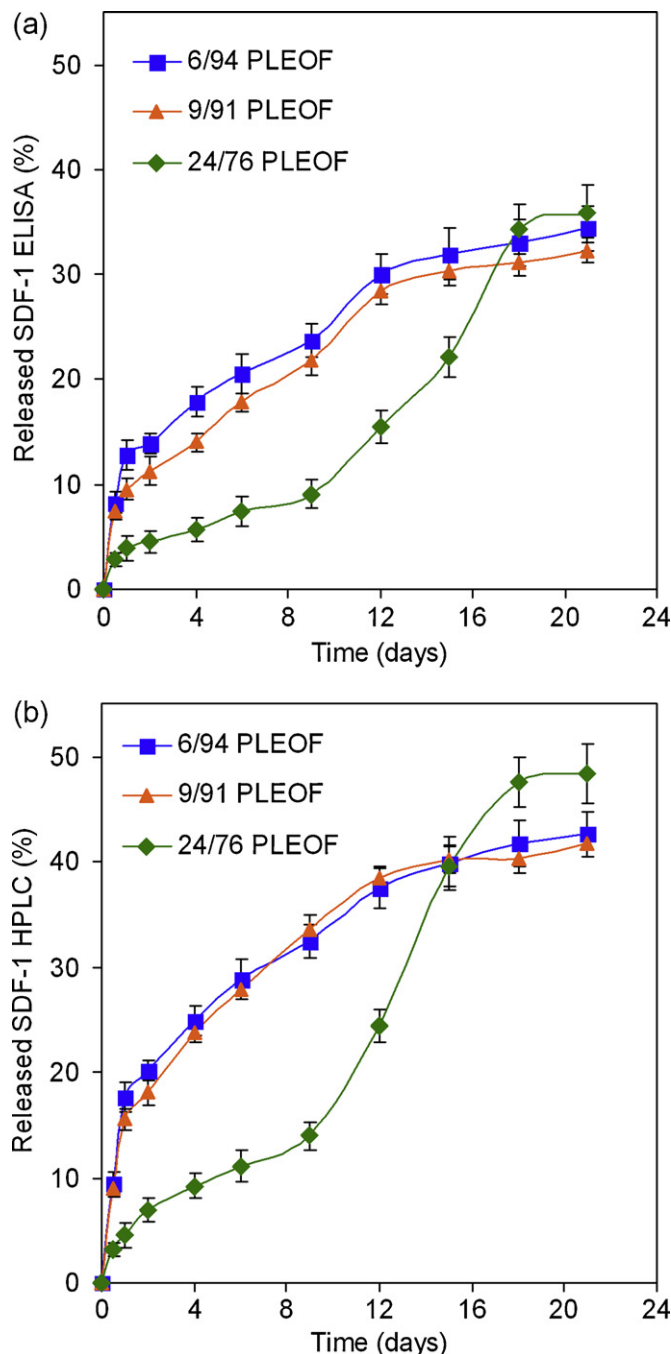 (a)
6/94 PLEOF
9/91 PLEOF
24/76 PLEOF
Released SDF-1 ELISA (%)
50
40
30
20
10
0
0 4 8 12 16 20 24
Time (days)
(b)
6/94 PLEOF
9/91 PLEOF
24/76 PLEOF
Released SDF-1 HPLC (%)
50
40
30
20
10
0
0 4 8 12 16 20 24
Time (days)